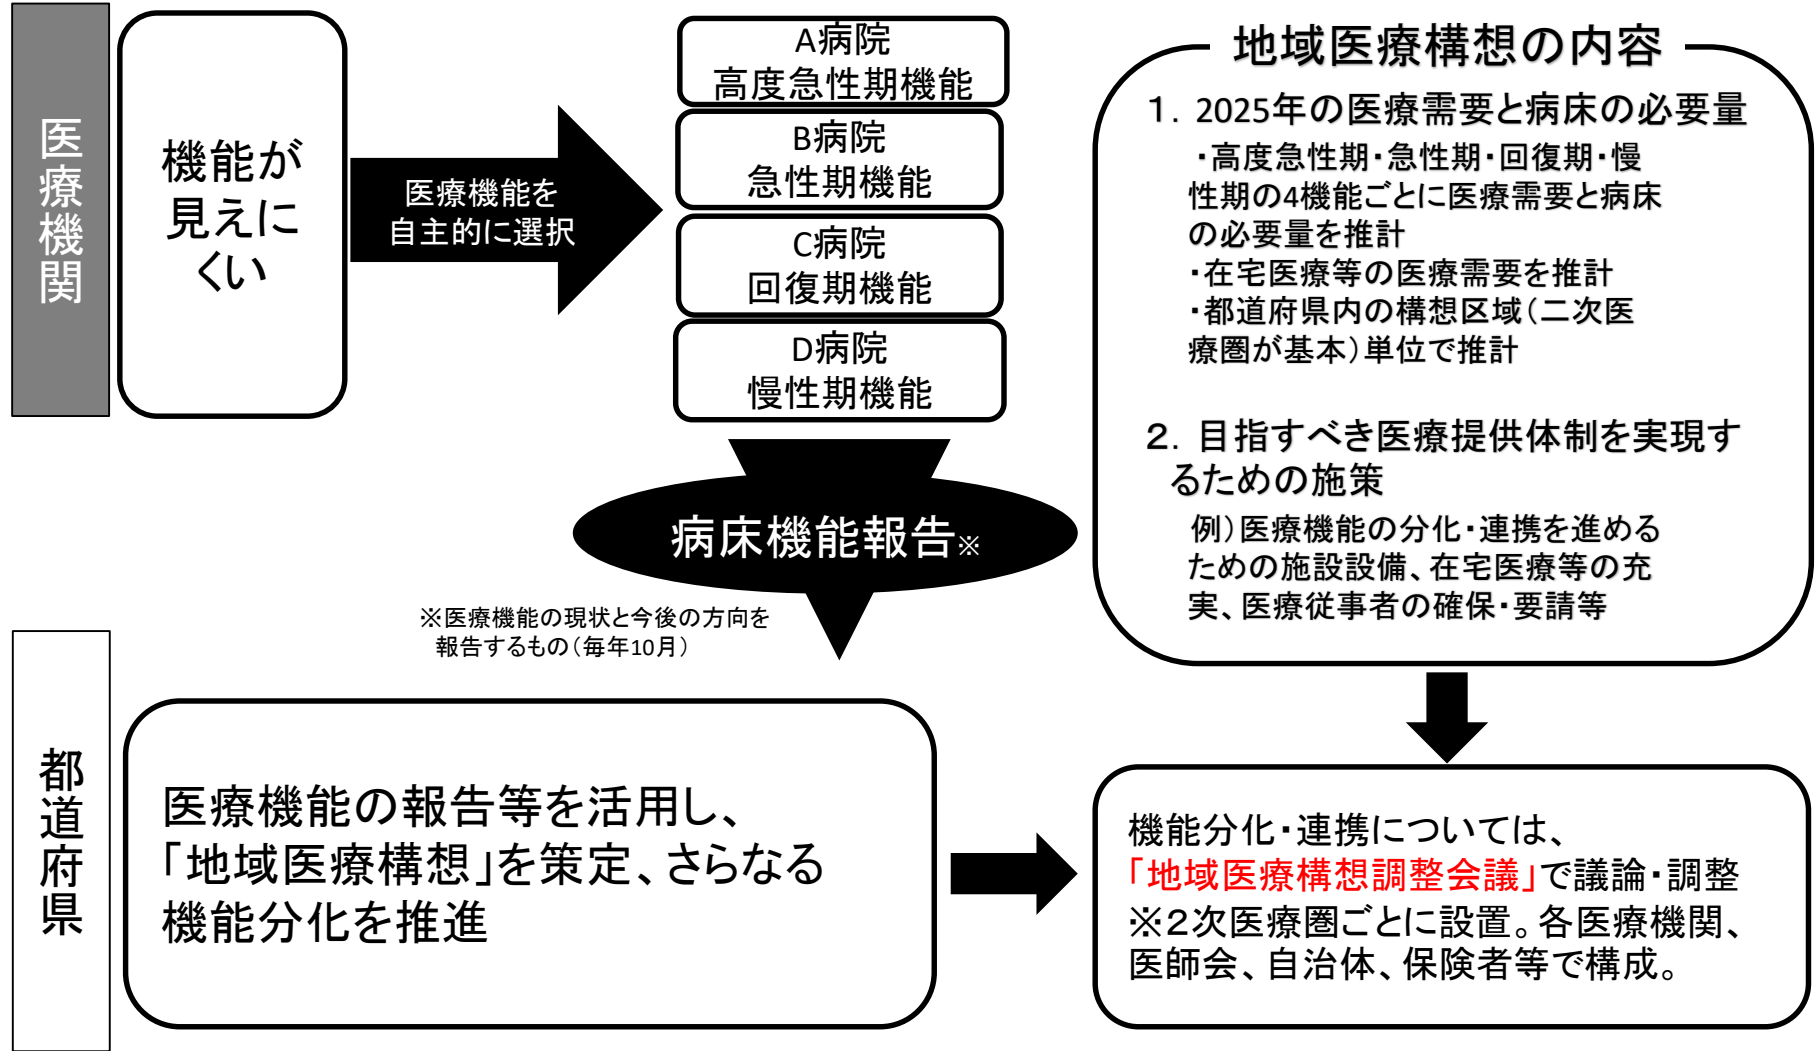 医療機関
機能が
見えに
くい
医療機能を
自主的に選択
A病院
高度急性期機能
B病院
急性期機能
C病院
回復期機能
D病院
慢性期機能
病床機能報告※
※医療機能の現状と今後の方向を
報告するもの（毎年10月）
地域医療構想の内容
１．2025年の医療需要と病床の必要量
・高度急性期・急性期・回復期・慢
性期の4機能ごとに医療需要と病床
の必要量を推計
・在宅医療等の医療需要を推計
・都道府県内の構想区域（二次医
療圏が基本）単位で推計
２．目指すべき医療提供体制を実現す
るための施策
例）医療機能の分化・連携を進める
ための施設設備、在宅医療等の充
実、医療従事者の確保・要請等
都道府県
医療機能の報告等を活用し、
「地域医療構想」を策定、さらなる
機能分化を推進
機能分化・連携については、
「地域医療構想調整会議」で議論・調整
※２次医療圏ごとに設置。各医療機関、
医師会、自治体、保険者等で構成。